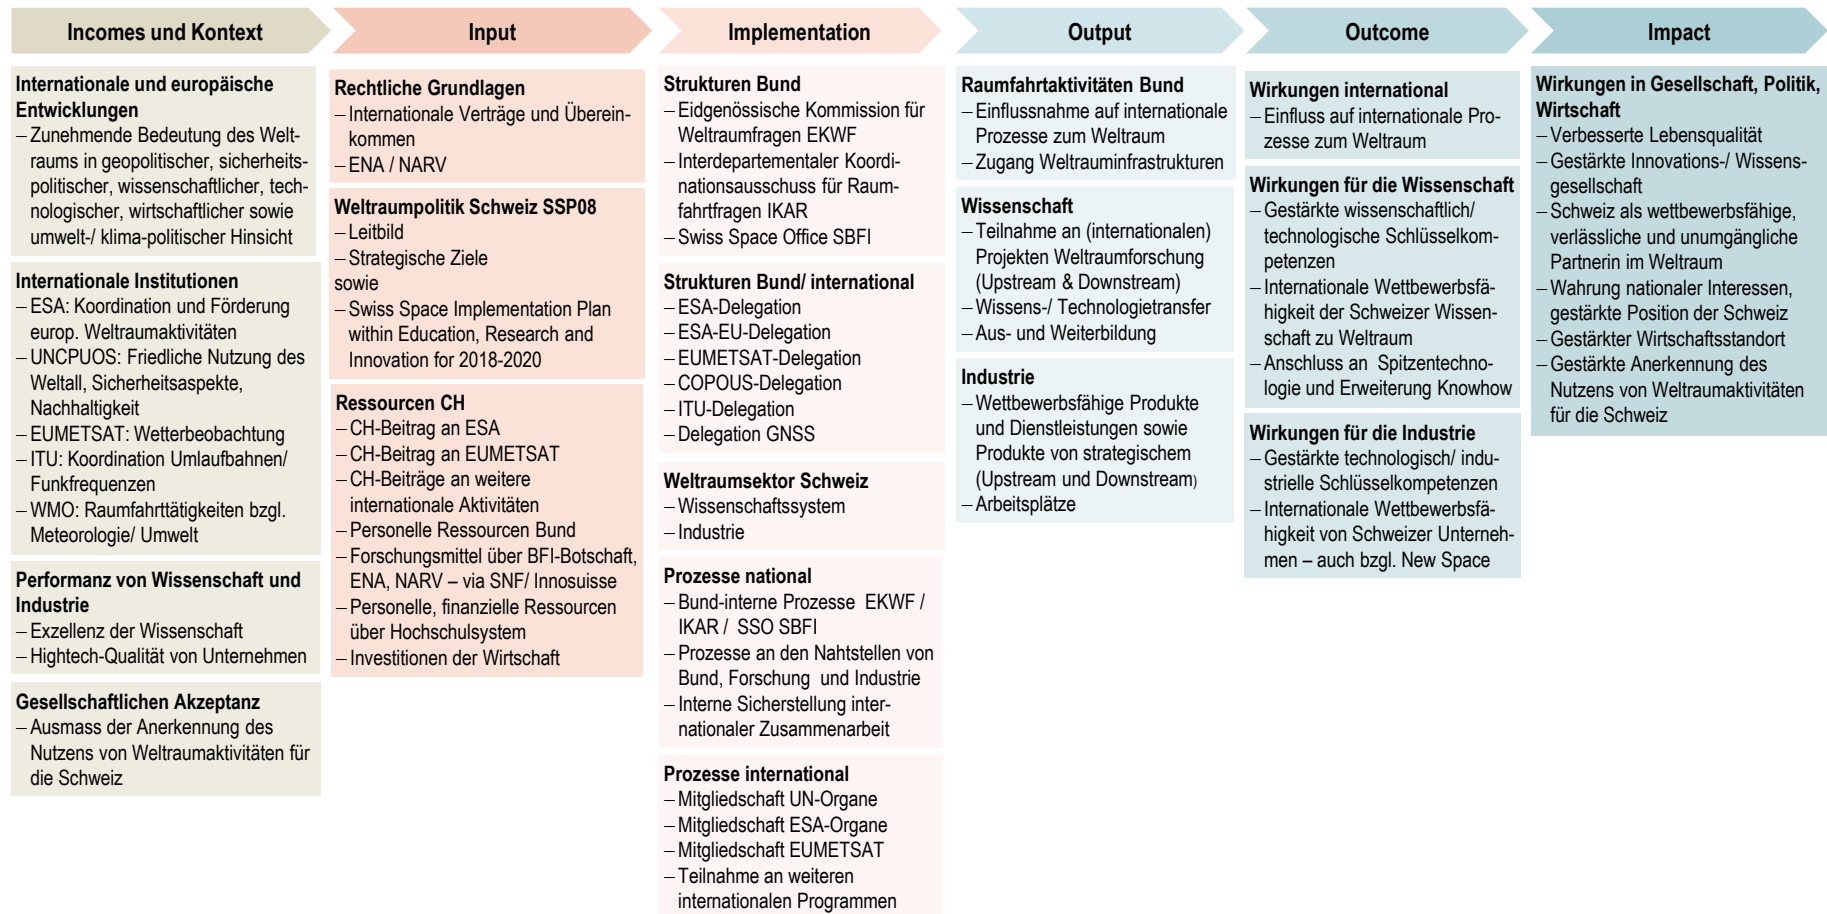 Incomes und Kontext
Internationale und europäische
Entwicklungen
– Zunehmende Bedeutung des Welt-
raums in geopolitischer, sicherheits-
politischer, wissenschaftlicher, tech-
nologischer, wirtschaftlicher sowie
umwelt-/ klima-politischer Hinsicht
Internationale Institutionen
– ESA: Koordination und Förderung
europ. Weltraumaktivitäten
– UNCPUOS: Friedliche Nutzung des
Weltall, Sicherheitsaspekte,
Nachhaltigkeit
– EUMETSAT: Wetterbeobachtung
– ITU: Koordination Umlaufbahnen/
Funkfrequenzen
– WMO: Raumfahrttätigkeiten bzgl.
Meteorologie/ Umwelt
Performanz von Wissenschaft und
Industrie
– Exzellenz der Wissenschaft
– Hightech-Qualität von Unternehmen
Gesellschaftlichen Akzeptanz
– Ausmass der Anerkennung des
Nutzens von Weltraumaktivitäten für
die Schweiz
Input
Rechtliche Grundlagen
– Internationale Verträge und Überein-
kommen
– ENA / NARV
Weltraumpolitik Schweiz SSP08
– Leitbild
– Strategische Ziele
sowie
– Swiss Space Implementation Plan
within Education, Research and
Innovation for 2018-2020
Ressourcen CH
– CH-Beitrag an ESA
– CH-Beitrag an EUMETSAT
– CH-Beiträge an weitere
internationale Aktivitäten
– Personelle Ressourcen Bund
– Forschungsmittel über BFI-Botschaft,
ENA, NARV – via SNF/ Innosuisse
– Personelle, finanzielle Ressourcen
über Hochschulsystem
– Investitionen der Wirtschaft
Implementation
Strukturen Bund
– Eidgenössische Kommission für
Weltraumfragen EKWF
– Interdepartementaler Koordi-
nationsausschuss für Raum-
fahrtfragen IKAR
– Swiss Space Office SBFI
Strukturen Bund/ international
– ESA-Delegation
– ESA-EU-Delegation
– EUMETSAT-Delegation
– COPOUS-Delegation
– ITU-Delegation
– Delegation GNSS
Weltraumsektor Schweiz
– Wissenschaftssystem
– Industrie
Prozesse national
– Bund-interne Prozesse EKWF /
IKAR / SSO SBFI
– Prozesse an den Nahtstellen von
Bund, Forschung und Industrie
– Interne Sicherstellung inter-
nationaler Zusammenarbeit
Prozesse international
– Mitgliedschaft UN-Organe
– Mitgliedschaft ESA-Organe
– Mitgliedschaft EUMETSAT
– Teilnahme an weiteren
internationalen Programmen
Output
Raumfahrtaktivitäten Bund
– Einflussnahme auf internationale
Prozesse zum Weltraum
– Zugang Weltrauminfrastrukturen
Wissenschaft
– Teilnahme an (internationalen)
Projekten Weltraumforschung
(Upstream & Downstream)
– Wissens-/ Technologietransfer
– Aus- und Weiterbildung
Industrie
– Wettbewerbsfähige Produkte
und Dienstleistungen sowie
Produkte von strategischem
(Upstream und Downstream)
– Arbeitsplätze
Outcome
Wirkungen international
– Einfluss auf internationale Pro-
zesse zum Weltraum
Wirkungen für die Wissenschaft
– Gestärkte wissenschaftlich/
technologische Schlüsselkom-
petenzen
– Internationale Wettbewerbsfä-
higkeit der Schweizer Wissen-
schaft zu Weltraum
– Anschluss an Spitzentechno-
logie und Erweiterung Knowhow
Wirkungen für die Industrie
– Gestärkte technologisch/ indu-
strielle Schlüsselkompetenzen
– Internationale Wettbewerbsfä-
higkeit von Schweizer Unterneh-
men – auch bzgl. New Space
Impact
Wirkungen in Gesellschaft, Politik,
Wirtschaft
– Verbesserte Lebensqualität
– Gestärkte Innovations-/ Wissens-
gesellschaft
– Schweiz als wettbewerbsfähige,
verlässliche und unumgängliche
Partnerin im Weltraum
– Wahrung nationaler Interessen,
gestärkte Position der Schweiz
– Gestärkter Wirtschaftsstandort
– Gestärkte Anerkennung des
Nutzens von Weltraumaktivitäten
für die Schweiz